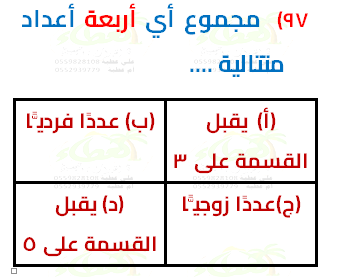 ٩٧) مجموع أي أربعة أعداد
متتالية ....
(أ) يقبل
القسمة على ٣
(ب) عددًا فرديًّا
(ج)عددًا زوجيًّا
(د) يقبل
القسمة على ٥